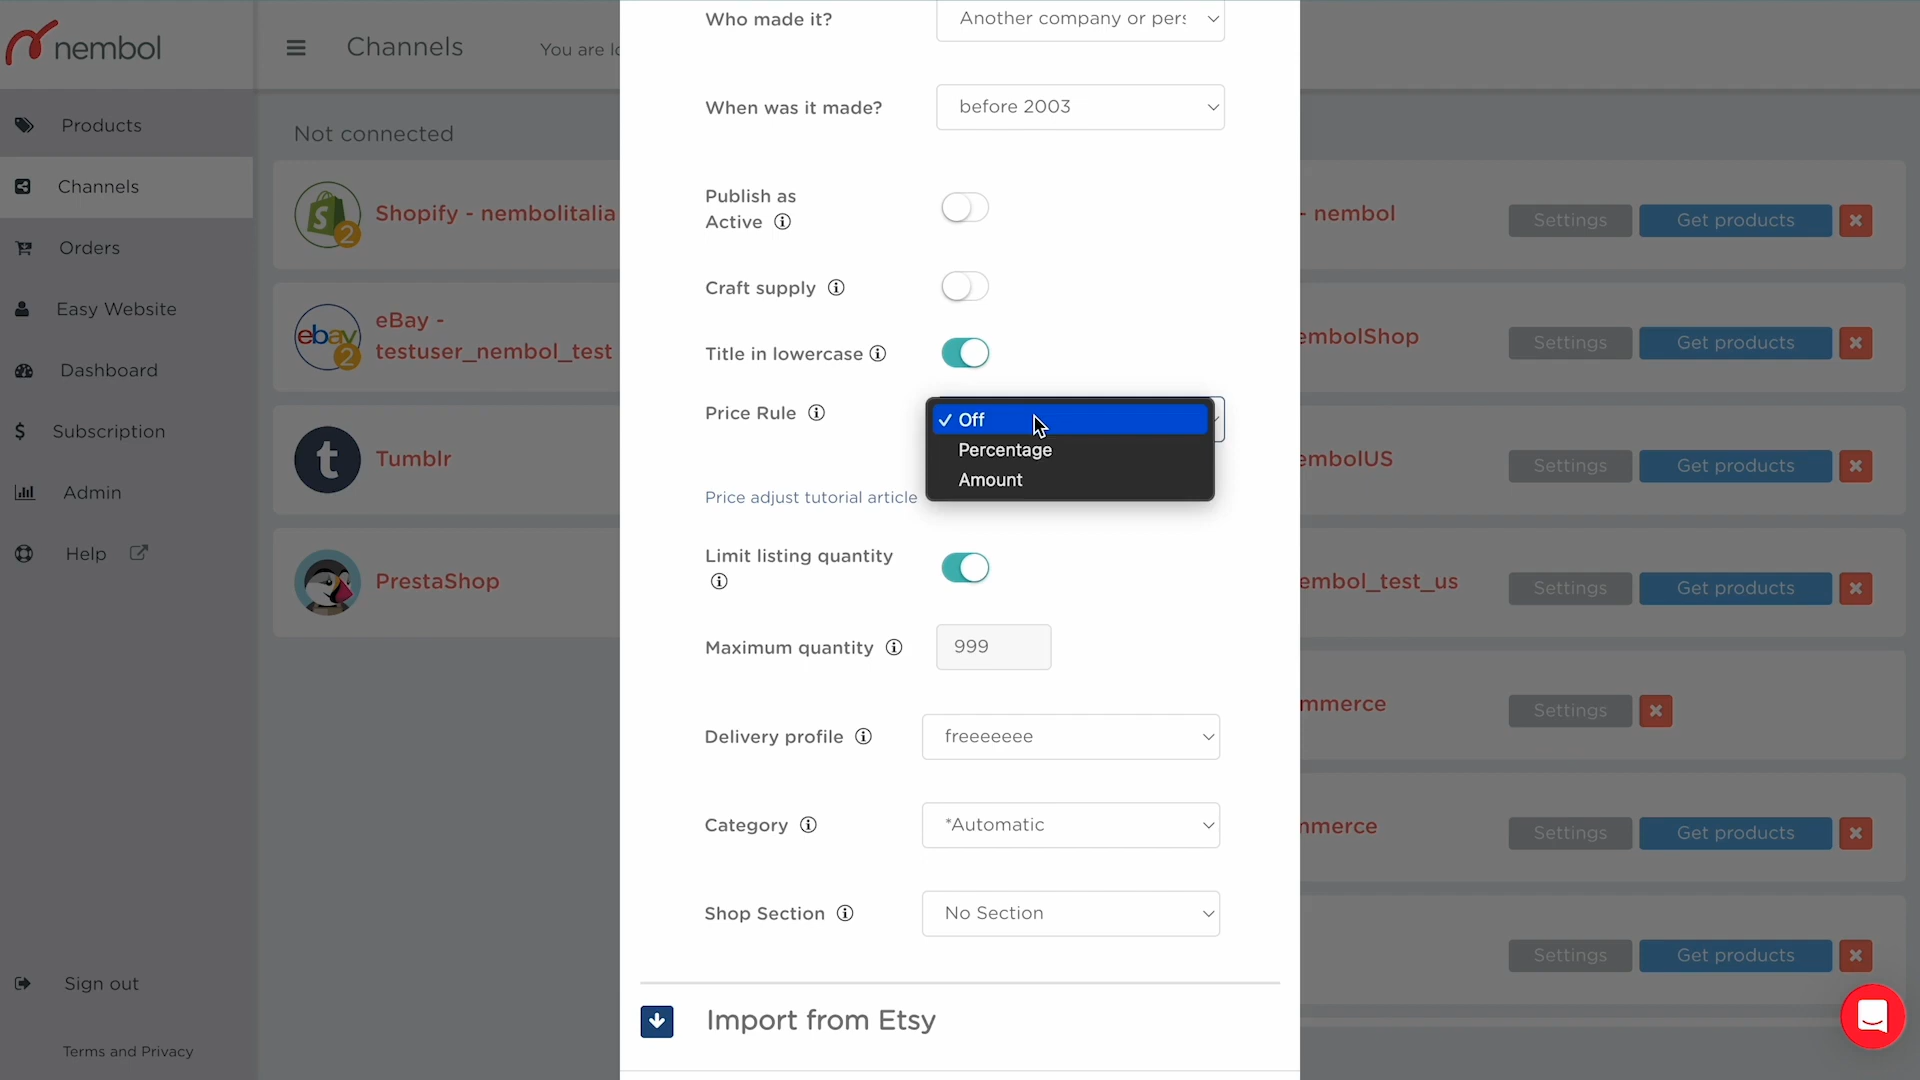 nembol
Channels
You are lo
Products
Channels
Orders
Easy Website
Dashboard
Subscription
Admin
Help
Sign out
Terms and Privacy
Not connected
Shopify - nembolitalia
2
eBay -
testuser_nembol_test
ebay
2
Tumblr
t
PrestaShop
Who made it?
Another company or pers
When was it made?
before 2003
Publish as
Active
Craft supply
Title in lowercase
Price Rule
✓ Off
Percentage
Amount
Price adjust tutorial article
Limit listing quantity
Maximum quantity
999
Delivery profile
freeeeeee
Category
*Automatic
Shop Section
No Section
Import from Etsy
- nembol
Settings
Get products
embolShop
Settings
Get products
embolUS
Settings
Get products
embol_test_us
Settings
Get products
mmerce
Settings
nmerce
Settings
Get products
Settings
Get products